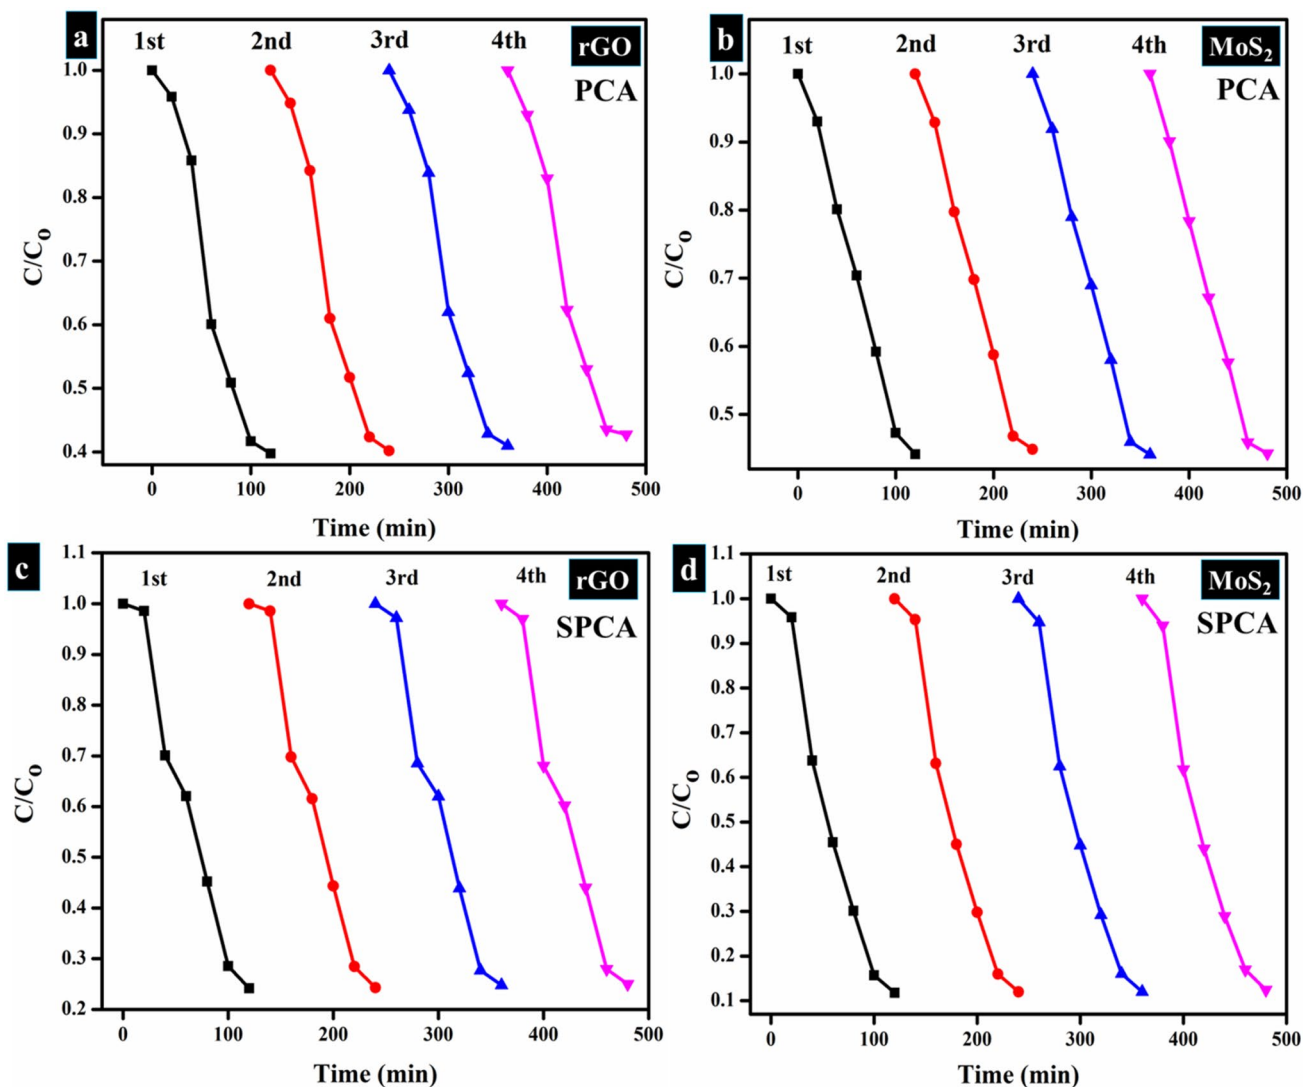 a
1st
2nd
3rd
4th
rGO
PCA
1.0
0.9
0.8
0.7
0.6
0.5
0.4
C/C₀
0
100
200
300
400
500
Time (min)
b
1st
2nd
3rd
4th
MoS₂
PCA
1.0
0.9
0.8
0.7
0.6
0.5
C/C₀
0
100
200
300
400
500
Time (min)
c
1st
2nd
3rd
4th
rGO
SPCA
1.1
1.0
0.9
0.8
0.7
0.6
0.5
0.4
0.3
0.2
C/C₀
0
100
200
300
400
500
Time (min)
d
1st
2nd
3rd
4th
MoS₂
SPCA
1.1
1.0
0.9
0.8
0.7
0.6
0.5
0.4
0.3
0.2
0.1
C/C₀
0
100
200
300
400
500
Time (min)